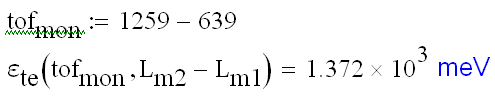 tof_mon := 1259 − 639
ε_te(tof_mon, L_m2 − L_m1) = 1.372 × 10^3 meV